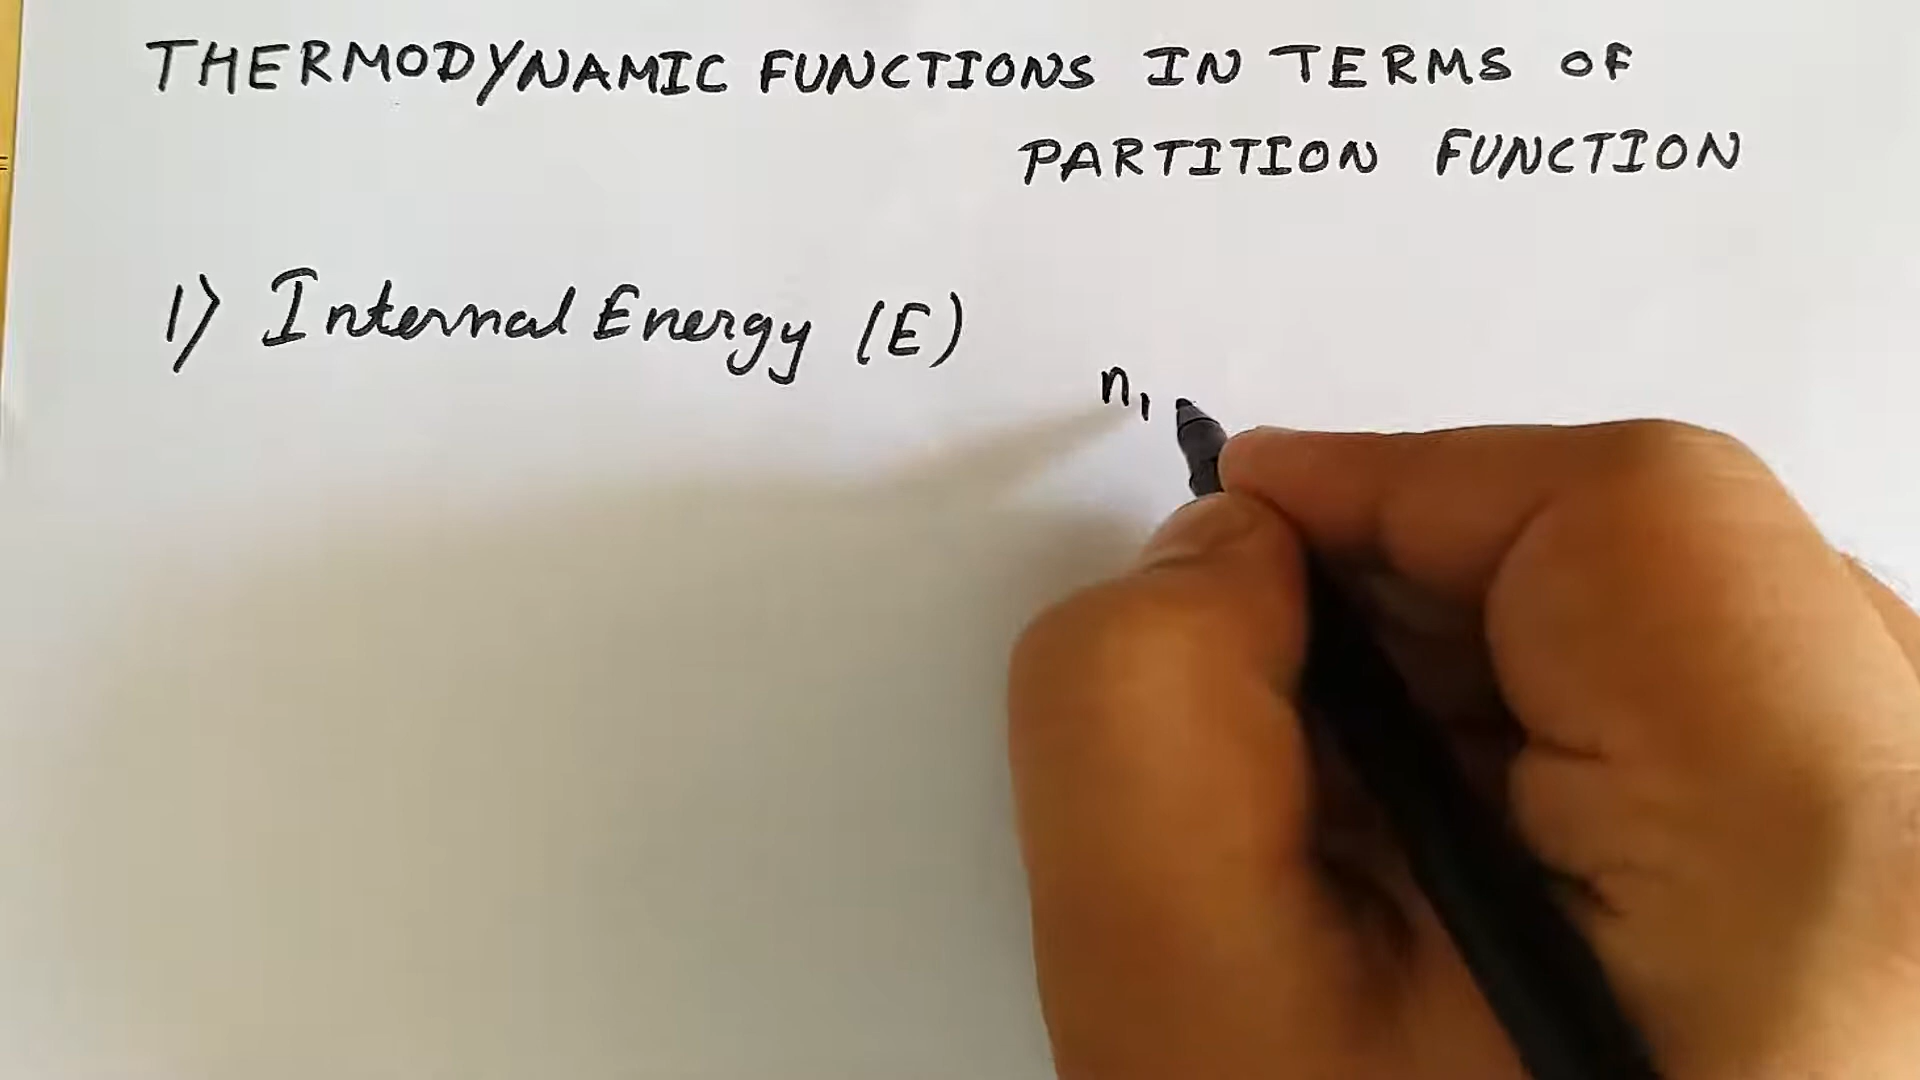 THERMODYNAMIC FUNCTIONS IN TERMS OF
PARTITION FUNCTION
1) Internal Energy (E)
n₁